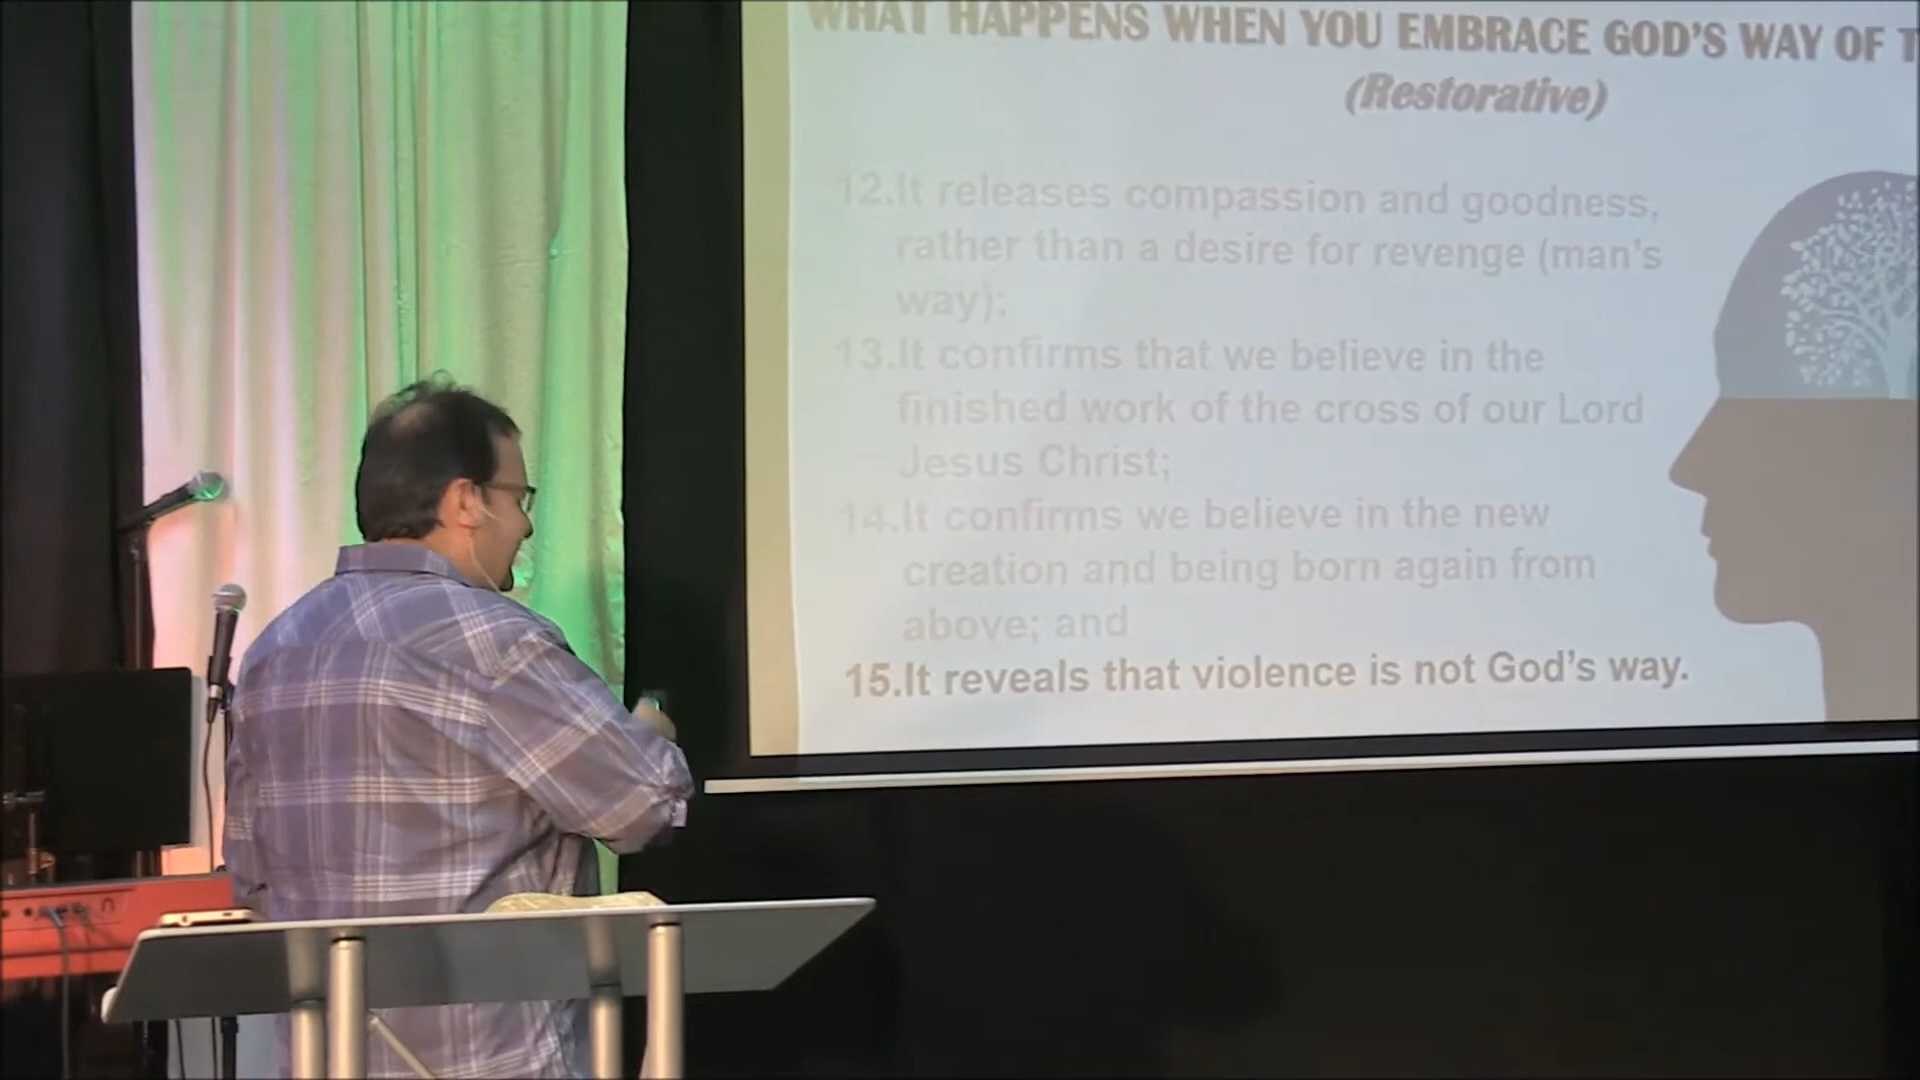 WHAT HAPPENS WHEN YOU EMBRACE GOD'S WAY OF
(Restorative)
12.It releases compassion and goodness,
rather than a desire for revenge (man's
way);
13.It confirms that we believe in the
finished work of the cross of our Lord
Jesus Christ;
14.It confirms we believe in the new
creation and being born again from
above; and
15.It reveals that violence is not God's way.